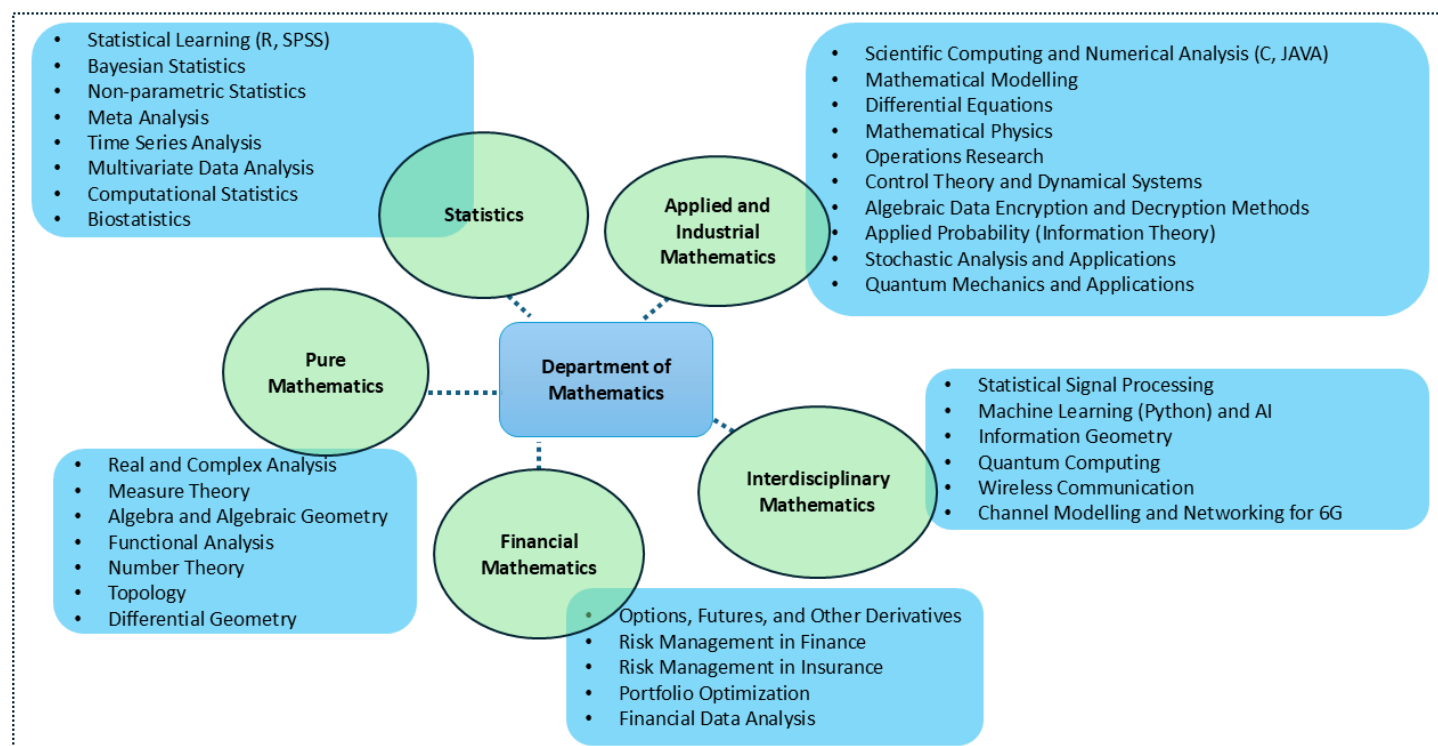 • Statistical Learning (R, SPSS)
• Bayesian Statistics
• Non-parametric Statistics
• Meta Analysis
• Time Series Analysis
• Multivariate Data Analysis
• Computational Statistics
• Biostatistics
Statistics
Applied and
Industrial
Mathematics
• Scientific Computing and Numerical Analysis (C, JAVA)
• Mathematical Modelling
• Differential Equations
• Mathematical Physics
• Operations Research
• Control Theory and Dynamical Systems
• Algebraic Data Encryption and Decryption Methods
• Applied Probability (Information Theory)
• Stochastic Analysis and Applications
• Quantum Mechanics and Applications
Pure
Mathematics
Department of
Mathematics
• Real and Complex Analysis
• Measure Theory
• Algebra and Algebraic Geometry
• Functional Analysis
• Number Theory
• Topology
• Differential Geometry
Financial
Mathematics
Interdisciplinary
Mathematics
• Statistical Signal Processing
• Machine Learning (Python) and AI
• Information Geometry
• Quantum Computing
• Wireless Communication
• Channel Modelling and Networking for 6G
• Options, Futures, and Other Derivatives
• Risk Management in Finance
• Risk Management in Insurance
• Portfolio Optimization
• Financial Data Analysis